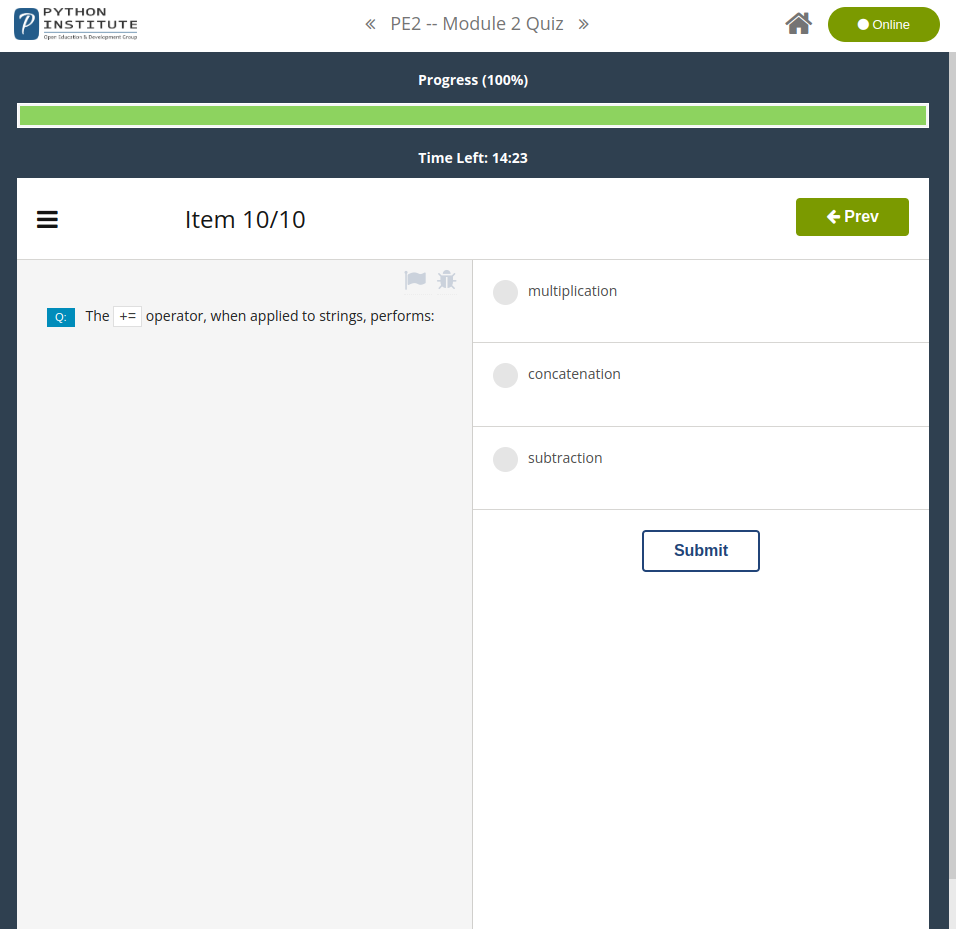 PYTHON
INSTITUTE
Open Education & Development Group
« PE2 -- Module 2 Quiz »
Online
Progress (100%)
Time Left: 14:23
Item 10/10
Prev
Q: The += operator, when applied to strings, performs:
multiplication
concatenation
subtraction
Submit